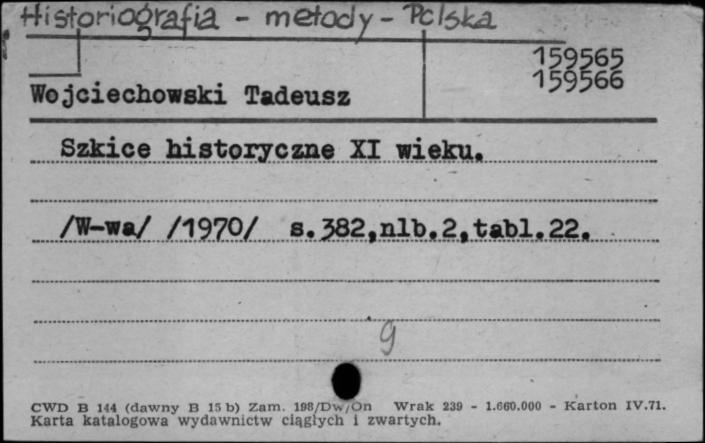 Historiografia - metody - Polska
159565
159566
Wojciechowski Tadeusz
Szkice historyczne XI wieku.
/W-wa/ /1970/ s.382,nlb.2,tabl.22.
g
CWD B 144 (dawny B 15 b) Zam. 198/Dw/On Wrak 239 - 1.660.000 - Karton IV.71.
Karta katalogowa wydawnictw ciągłych i zwartych.